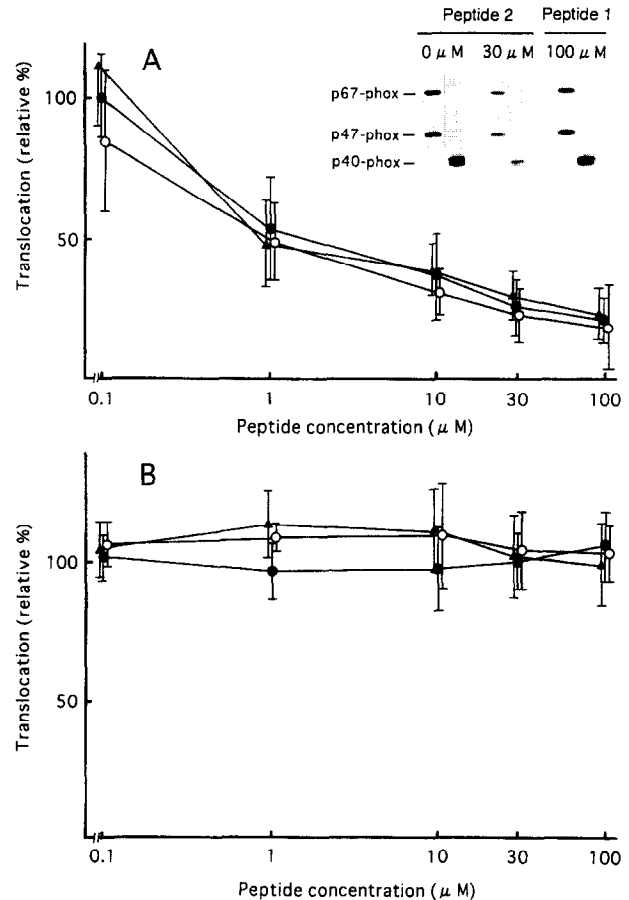 A
Peptide 2 Peptide 1
0 μ M 30 μ M 100 μ M
p67-phox
p47-phox
p40-phox
Translocation (relative %)
100
50
0.1 1 10 30 100
Peptide concentration (μ M)
B
Translocation (relative %)
100
50
0.1 1 10 30 100
Peptide concentration (μ M)